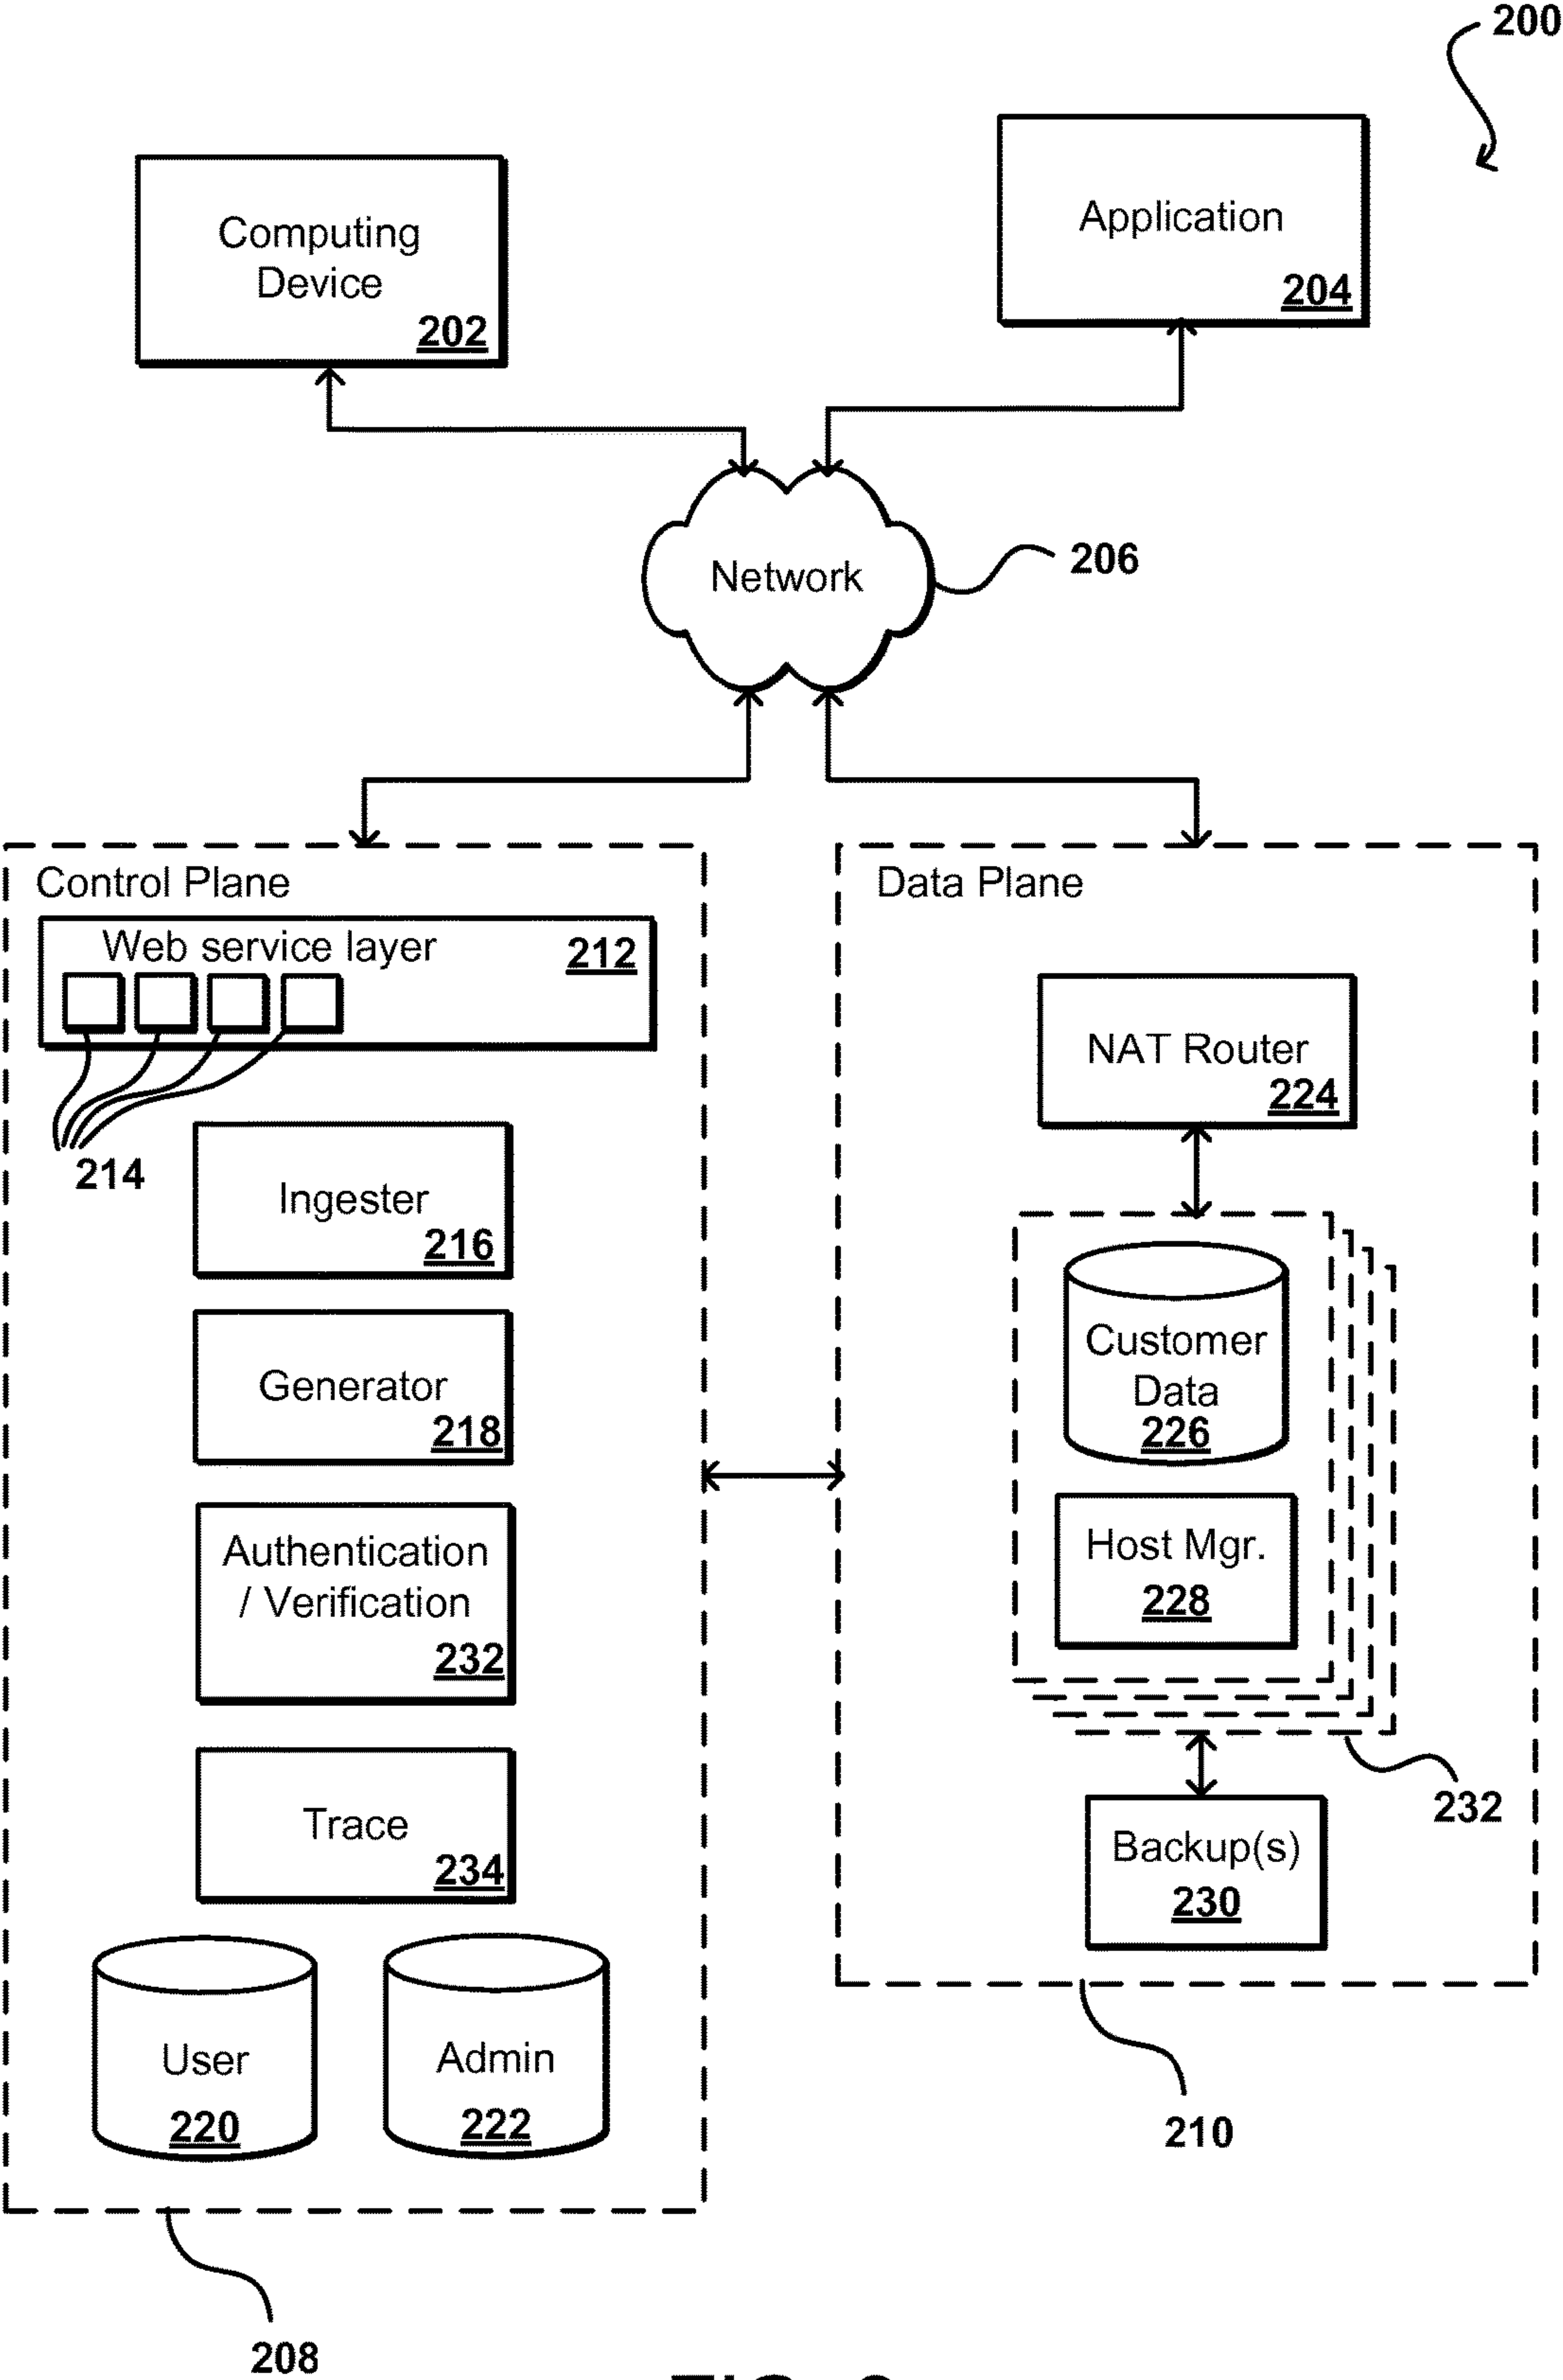 200
Computing
Device
202
Application
204
Network
206
Control Plane
Web service layer
212
214
Ingester
216
Generator
218
Authentication
/ Verification
232
Trace
234
User
220
Admin
222
208
Data Plane
NAT Router
224
Customer
Data
226
Host Mgr.
228
232
Backup(s)
230
210